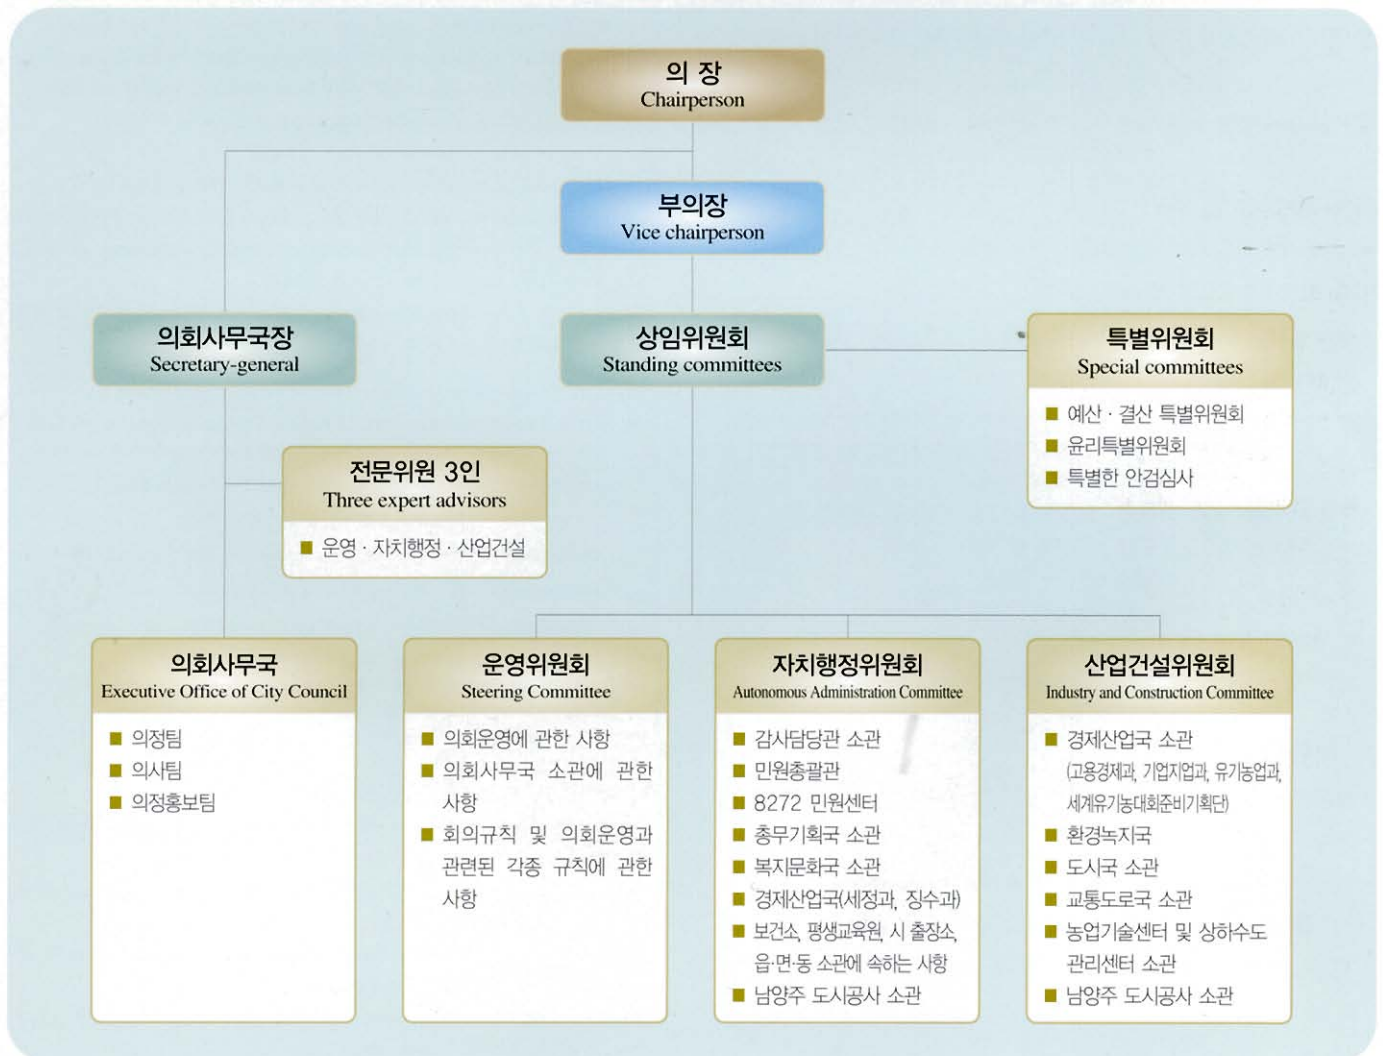 의 장
Chairperson
부의장
Vice chairperson
의회사무국장
Secretary-general
상임위원회
Standing committees
특별위원회
Special committees
■ 예산 · 결산 특별위원회
■ 윤리특별위원회
■ 특별한 안검심사
전문위원 3인
Three expert advisors
■ 운영 · 자치행정 · 산업건설
의회사무국
Executive Office of City Council
■ 의정팀
■ 의사팀
■ 의정홍보팀
운영위원회
Steering Committee
■ 의회운영에 관한 사항
■ 의회사무국 소관에 관한
사항
■ 회의규칙 및 의회운영과
관련된 각종 규칙에 관한
사항
자치행정위원회
Autonomous Administration Committee
■ 감사담당관 소관
■ 민원총괄관
■ 8272 민원센터
■ 총무기획국 소관
■ 복지문화국 소관
■ 경제산업국(세정과, 징수과)
■ 보건소, 평생교육원, 시 출장소,
읍·면·동 소관에 속하는 사항
■ 남양주 도시공사 소관
산업건설위원회
Industry and Construction Committee
■ 경제산업국 소관
(고용경제과, 기업지업과, 유기농업과,
세계유기농대회준비기획단)
■ 환경녹지국
■ 도시국 소관
■ 교통도로국 소관
■ 농업기술센터 및 상하수도
관리센터 소관
■ 남양주 도시공사 소관